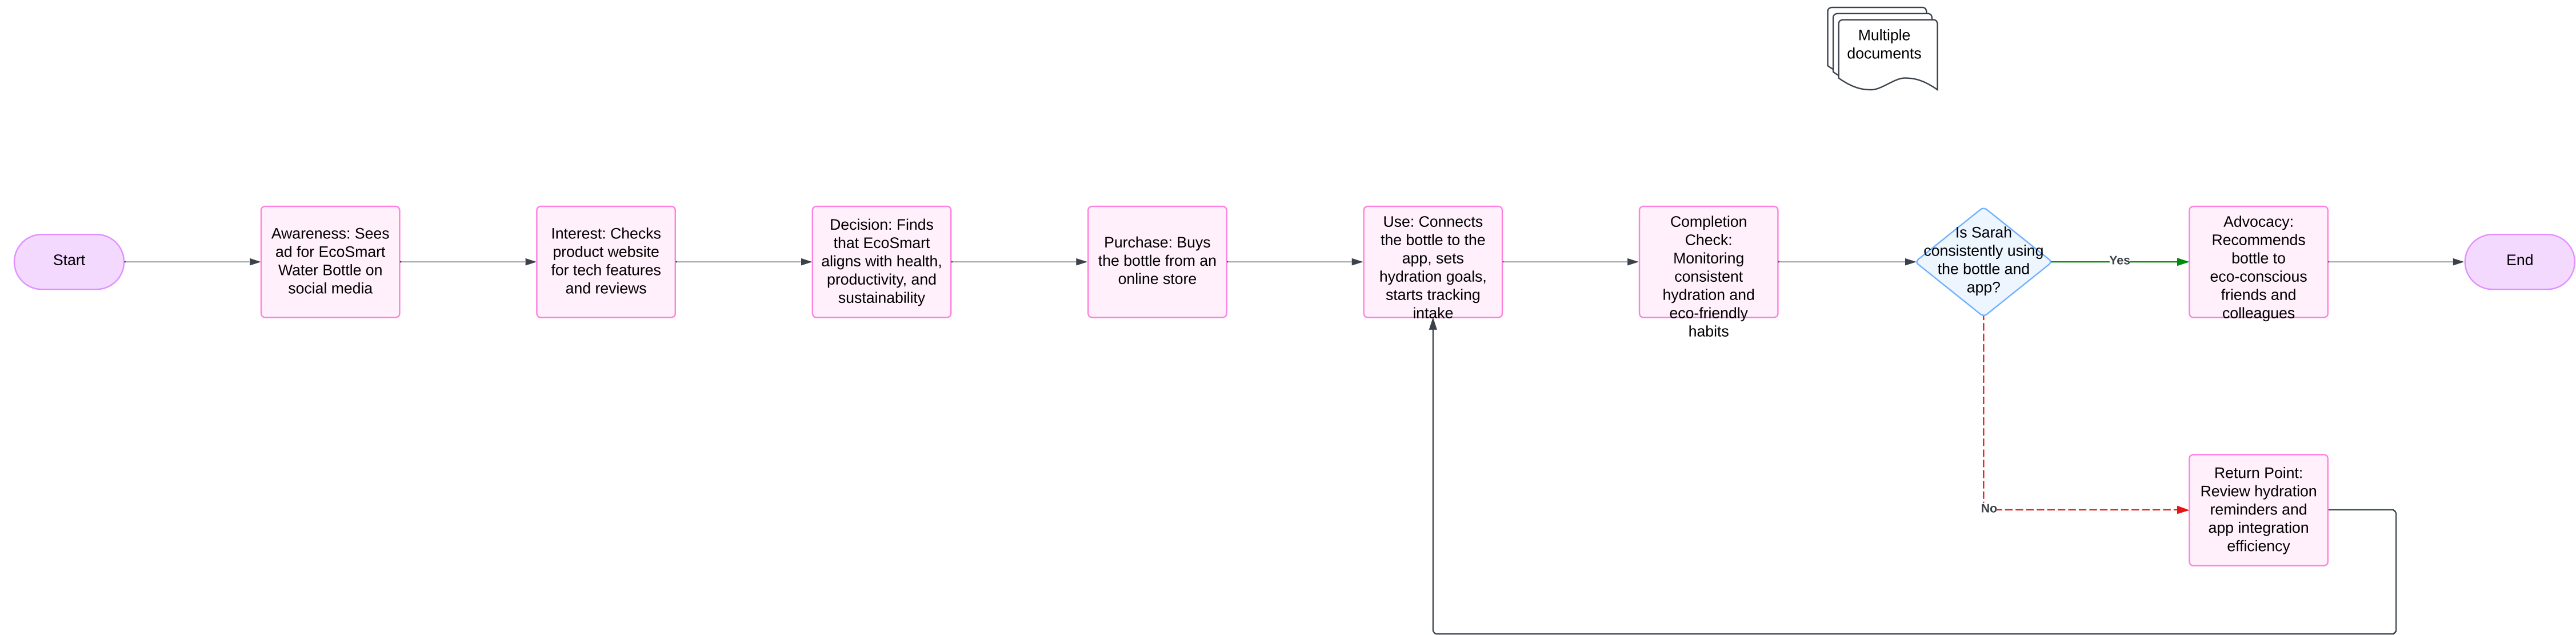 Multiple
documents
Start
Awareness: Sees
ad for EcoSmart
Water Bottle on
social media
Interest: Checks
product website
for tech features
and reviews
Decision: Finds
that EcoSmart
aligns with health,
productivity, and
sustainability
Purchase: Buys
the bottle from an
online store
Use: Connects
the bottle to the
app, sets
hydration goals,
starts tracking
intake
Completion
Check:
Monitoring
consistent
hydration and
eco-friendly
habits
Is Sarah
consistently using
the bottle and
app?
Yes
Advocacy:
Recommends
bottle to
eco-conscious
friends and
colleagues
End
No
Return Point:
Review hydration
reminders and
app integration
efficiency